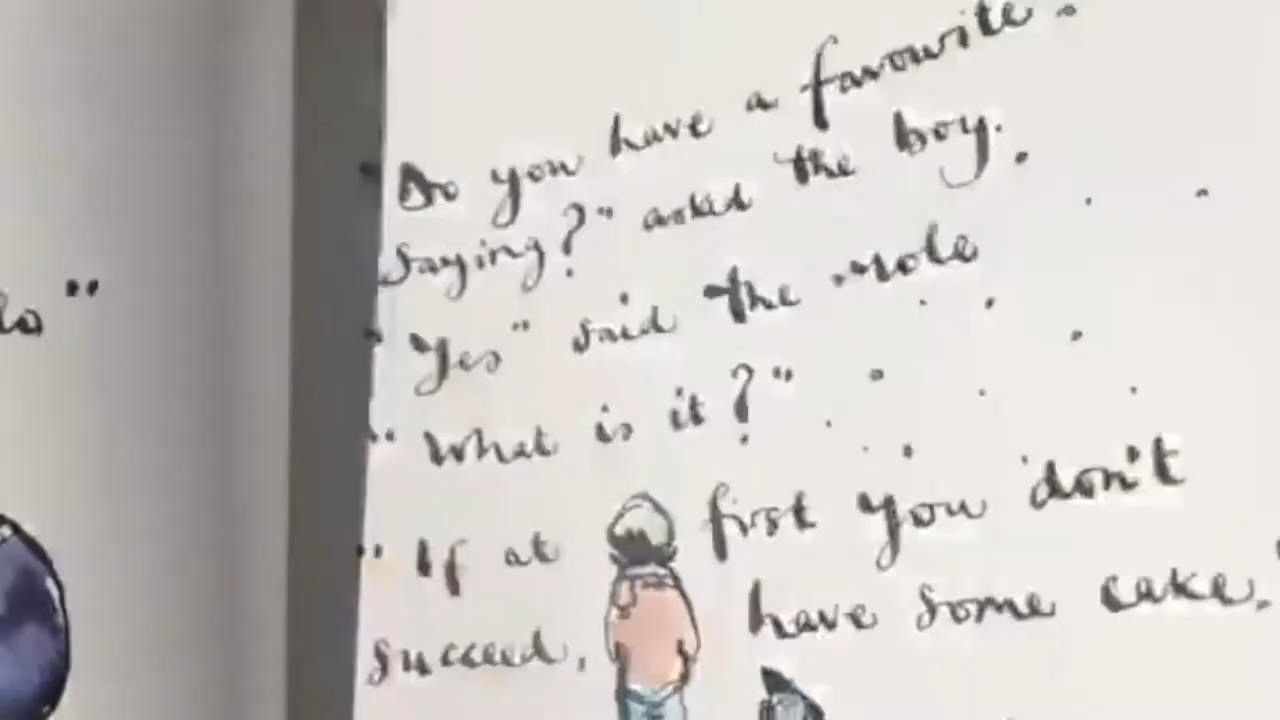 "Do you have a favourite
saying?" asked the boy.
"Yes" said the mole
"What is it?"
"If at first you don't
succeed, have some cake."